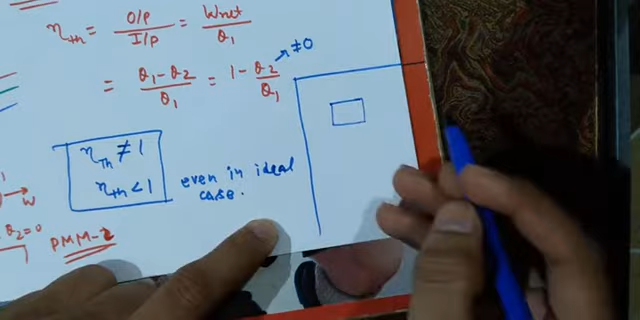 ηth = O/P / I/P = Wnet / Q1
≠0
= Q1 - Q2 / Q1 = 1 - Q2 / Q1
ηTh ≠ 1
ηth < 1
even in ideal
case.
W
Q2=0
PMM-2